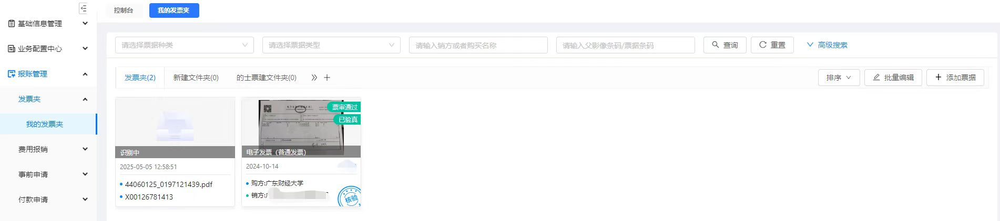 控制台
我的发票夹
基础信息管理
业务配置中心
报账管理
发票夹
我的发票夹
费用报销
事前申请
付款申请
请选择票据种类
请选择票据类型
请输入销方或者购买名称
请输入父影像条码/票据条码
查询
重置
高级搜索
发票夹(2)
新建文件夹(0)
的士票建文件夹(0)
排序
批量编辑
添加票据
识别中
2025-05-05 12:58:51
44060125_0197121439.pdf
X00126781413
票审通过
已验真
电子发票（普通发票）
2024-10-14
购方:广东财经大学
销方:
核验